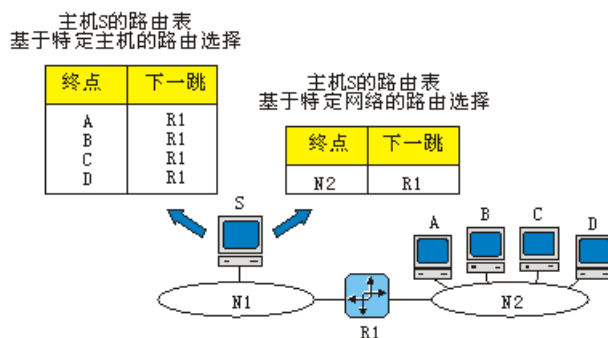 主机S的路由表
基于特定主机的路由选择
终点 下一跳
A R1
B R1
C R1
D R1
主机S的路由表
基于特定网络的路由选择
终点 下一跳
N2 R1
S
A
B
C
D
N1
N2
R1